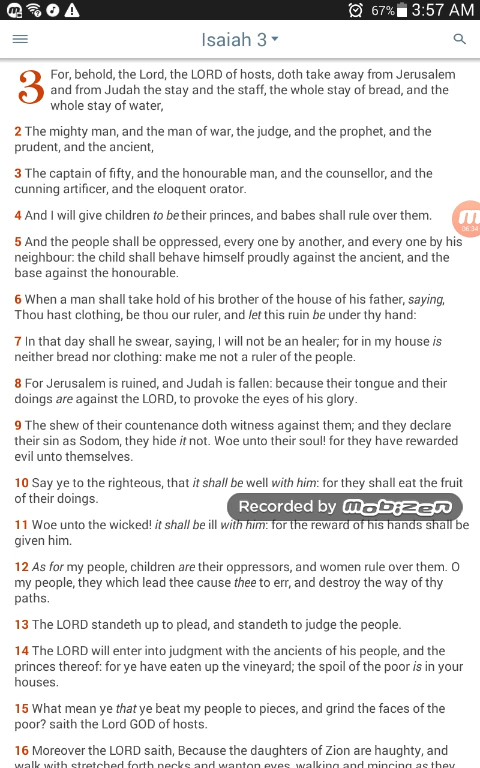 67% 3:57 AM
Isaiah 3
3 For, behold, the Lord, the LORD of hosts, doth take away from Jerusalem
and from Judah the stay and the staff, the whole stay of bread, and the
whole stay of water,
2 The mighty man, and the man of war, the judge, and the prophet, and the
prudent, and the ancient,
3 The captain of fifty, and the honourable man, and the counsellor, and the
cunning artificer, and the eloquent orator.
4 And I will give children to be their princes, and babes shall rule over them.
06:34
5 And the people shall be oppressed, every one by another, and every one by his
neighbour: the child shall behave himself proudly against the ancient, and the
base against the honourable.
6 When a man shall take hold of his brother of the house of his father, saying,
Thou hast clothing, be thou our ruler, and let this ruin be under thy hand:
7 In that day shall he swear, saying, I will not be an healer; for in my house is
neither bread nor clothing: make me not a ruler of the people.
8 For Jerusalem is ruined, and Judah is fallen: because their tongue and their
doings are against the LORD, to provoke the eyes of his glory.
9 The shew of their countenance doth witness against them; and they declare
their sin as Sodom, they hide it not. Woe unto their soul! for they have rewarded
evil unto themselves.
10 Say ye to the righteous, that it shall be well with him: for they shall eat the fruit
of their doings.
Recorded by mobizen
11 Woe unto the wicked! it shall be ill with him: for the reward of his hands shall be
given him.
12 As for my people, children are their oppressors, and women rule over them. O
my people, they which lead thee cause thee to err, and destroy the way of thy
paths.
13 The LORD standeth up to plead, and standeth to judge the people.
14 The LORD will enter into judgment with the ancients of his people, and the
princes thereof: for ye have eaten up the vineyard; the spoil of the poor is in your
houses.
15 What mean ye that ye beat my people to pieces, and grind the faces of the
poor? saith the Lord GOD of hosts.
16 Moreover the LORD saith, Because the daughters of Zion are haughty, and
walk with stretched forth necks and wanton eyes, walking and mincing as they